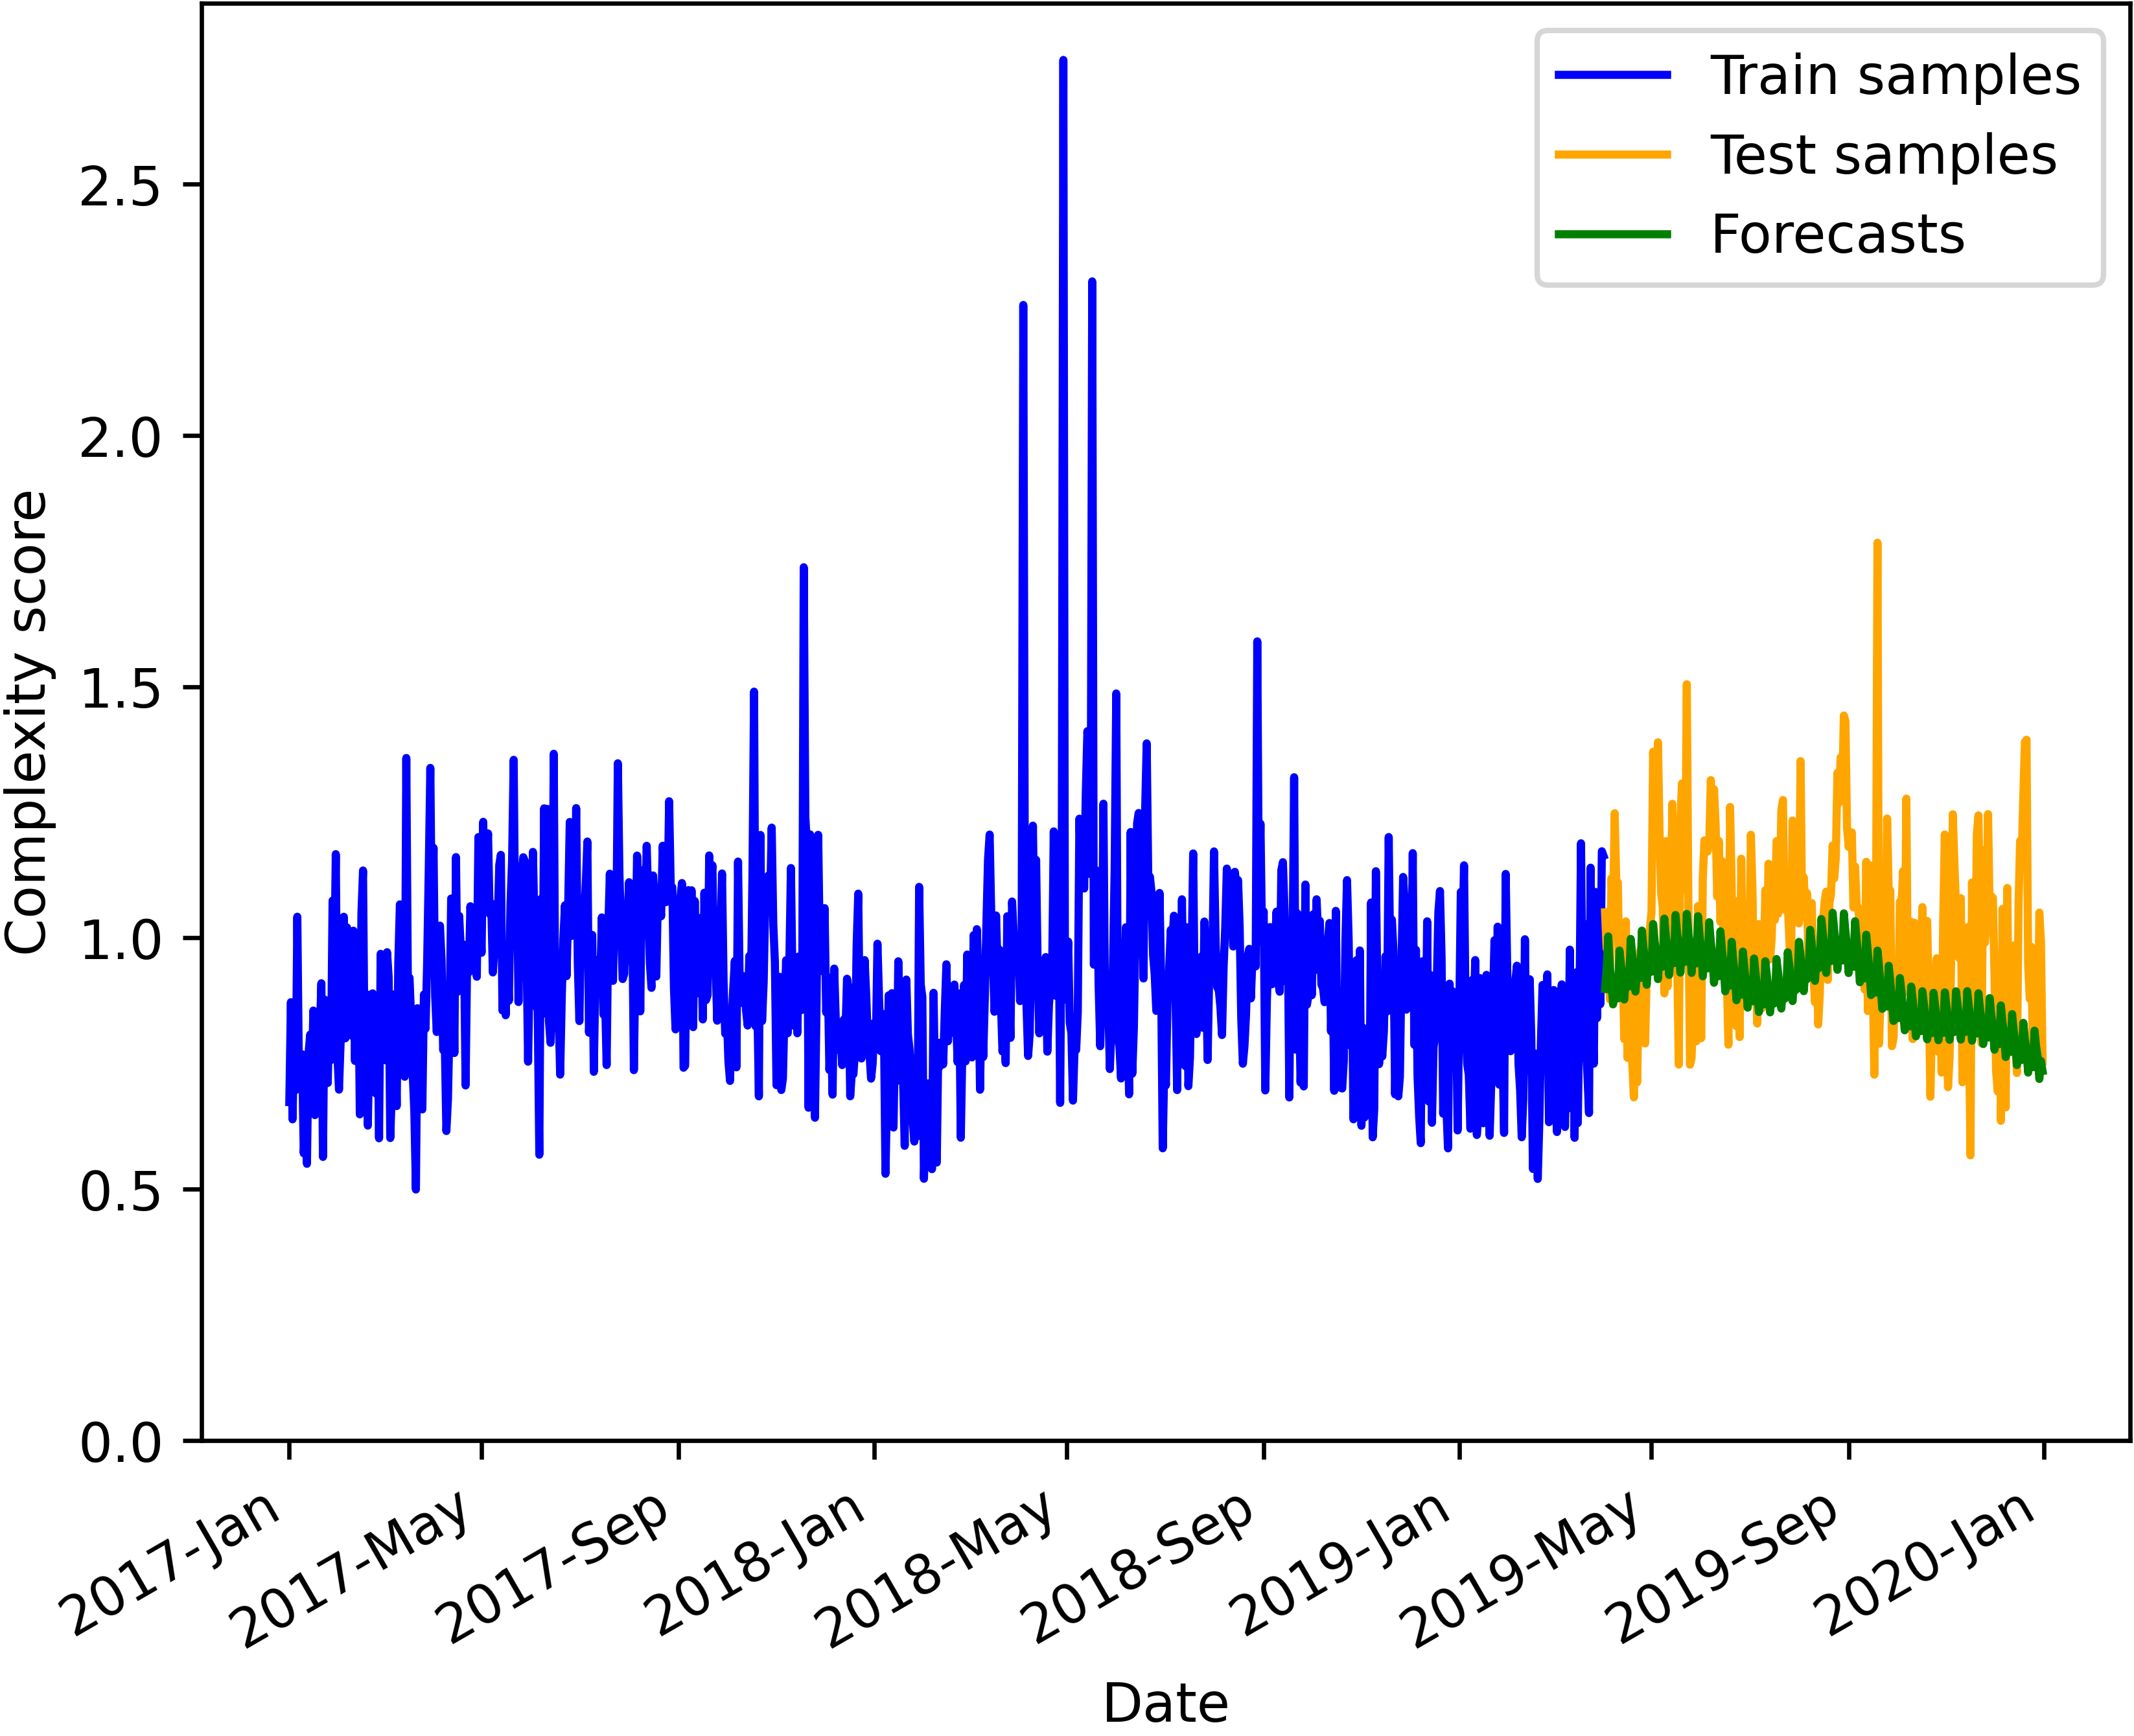 Train samples
Test samples
Forecasts
Complexity score
2.5
2.0
1.5
1.0
0.5
0.0
2017-Jan
2017-May
2017-Sep
2018-Jan
2018-May
2018-Sep
2019-Jan
2019-May
2019-Sep
2020-Jan
Date